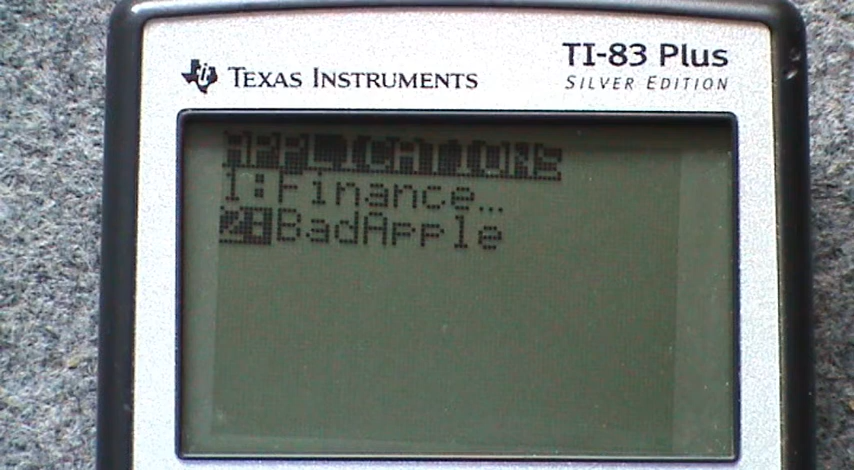 TEXAS INSTRUMENTS
TI-83 Plus
SILVER EDITION
APPLICATIONS
1:Finance…
2:BadApple